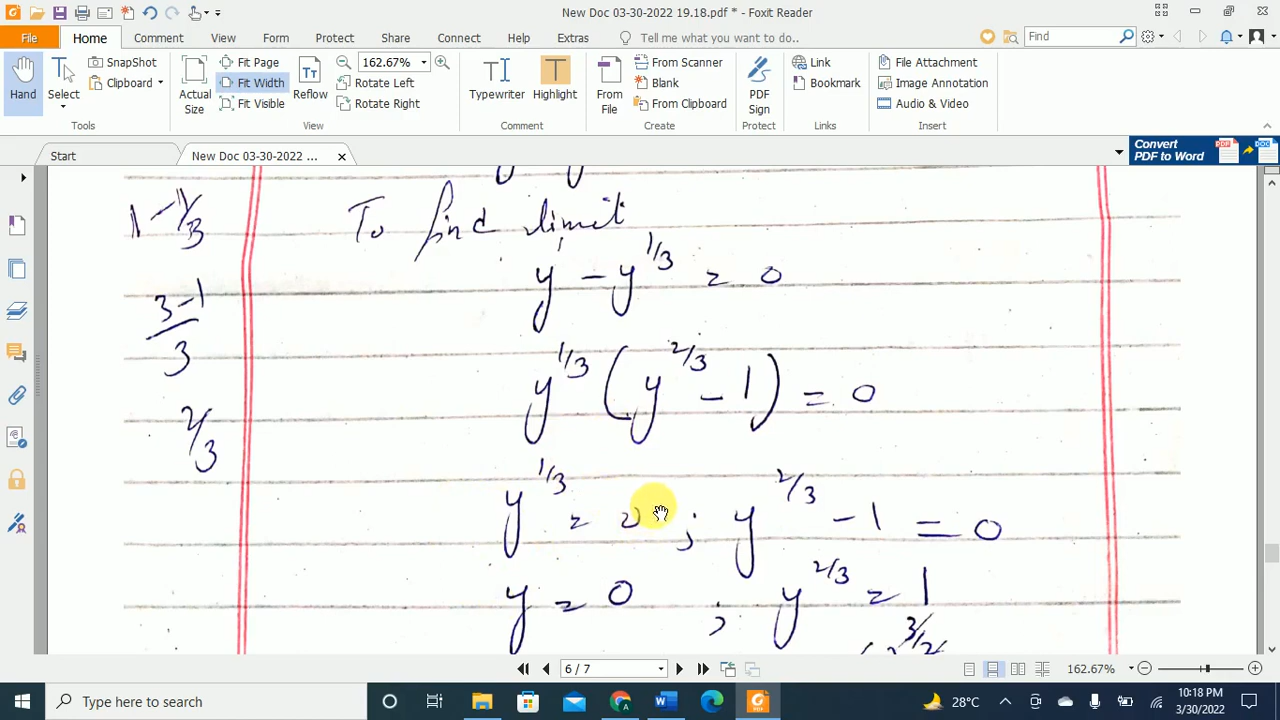 New Doc 03-30-2022 19.18.pdf * - Foxit Reader
File Home Comment View Form Protect Share Connect Help Extras Tell me what you want to do.. Find
Hand Select SnapShot Clipboard Actual Size Fit Page Fit Width Fit Visible Reflow 162.67% Rotate Left Rotate Right Typewriter Highlight From File From Scanner Blank From Clipboard PDF Sign Link Bookmark File Attachment Image Annotation Audio & Video
Tools View Comment Create Protect Links Insert
Start New Doc 03-30-2022 ... Convert PDF to Word
1 - 1/3
To find limit
y - y^1/3 = 0
3-1
3
y^1/3 (y^2/3 - 1) = 0
2/3
y^1/3 = 0 ; y^2/3 - 1 = 0
y = 0 ; y^2/3 = 1
3/2
6 / 7 162.67%
Type here to search 28°C 10:18 PM
3/30/2022